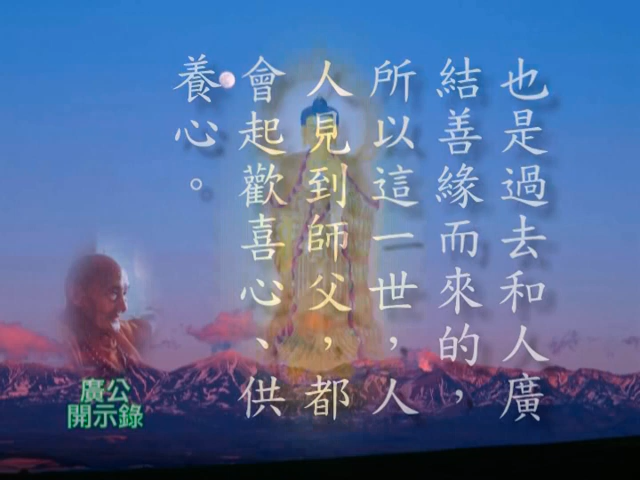 也是過去和人廣
結善緣而來的，
所以這一世，人
人見到師父，都
會起歡喜心、供
養心。
廣公
開示錄